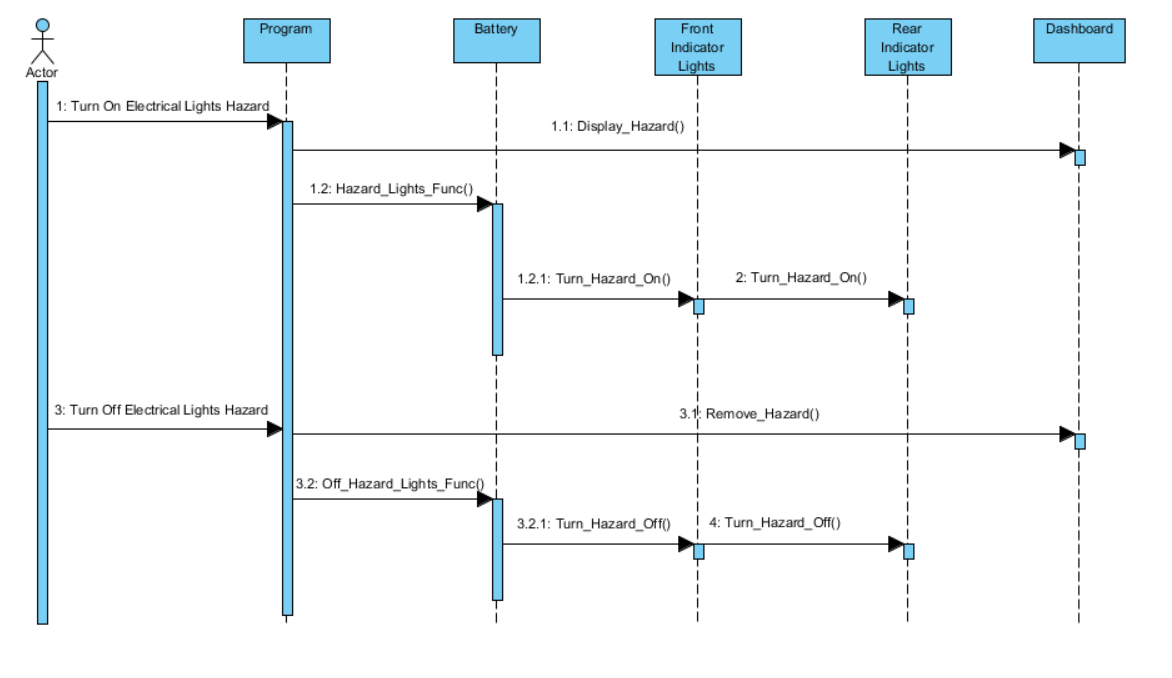 Actor
Program
Battery
Front
Indicator
Lights
Rear
Indicator
Lights
Dashboard
1: Turn On Electrical Lights Hazard
1.1: Display_Hazard()
1.2: Hazard_Lights_Func()
1.2.1: Turn_Hazard_On()
2: Turn_Hazard_On()
3: Turn Off Electrical Lights Hazard
3.1: Remove_Hazard()
3.2: Off_Hazard_Lights_Func()
3.2.1: Turn_Hazard_Off()
4: Turn_Hazard_Off()